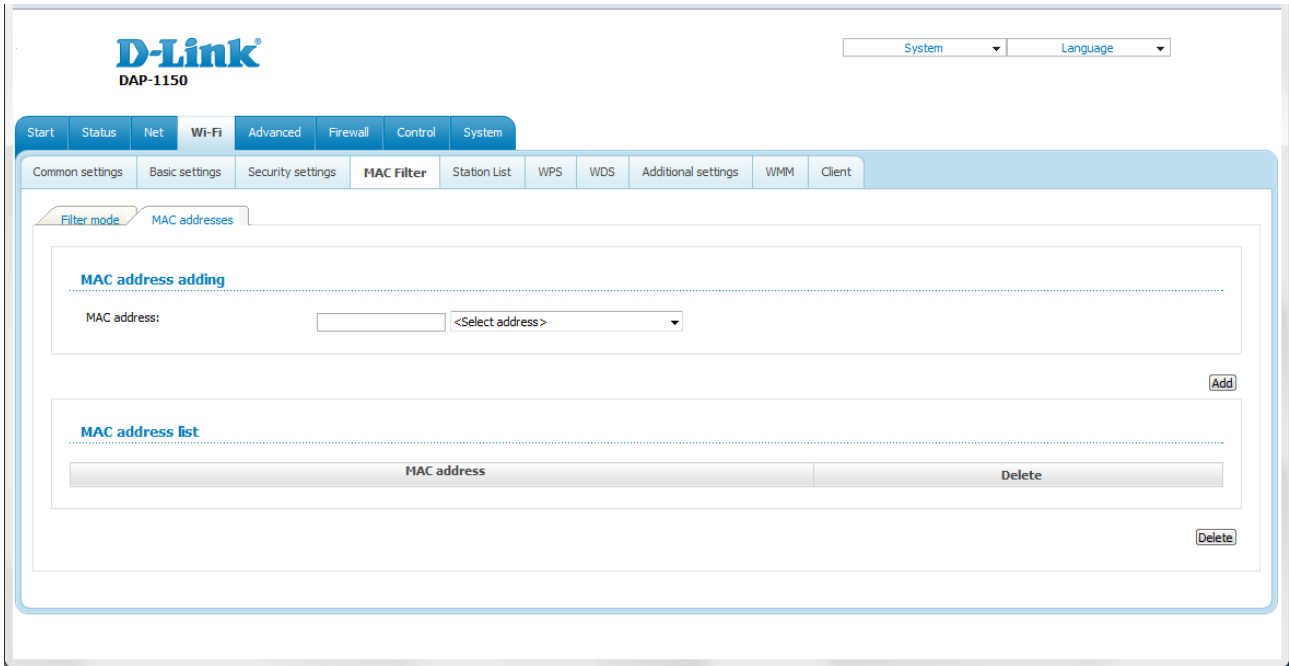 D-Link®
System Language
DAP-1150
Start Status Net Wi-Fi Advanced Firewall Control System
Common settings Basic settings Security settings MAC Filter Station List WPS WDS Additional settings WMM Client
Filter mode MAC addresses
MAC address adding
MAC address: <Select address>
Add
MAC address list
MAC address Delete
Delete